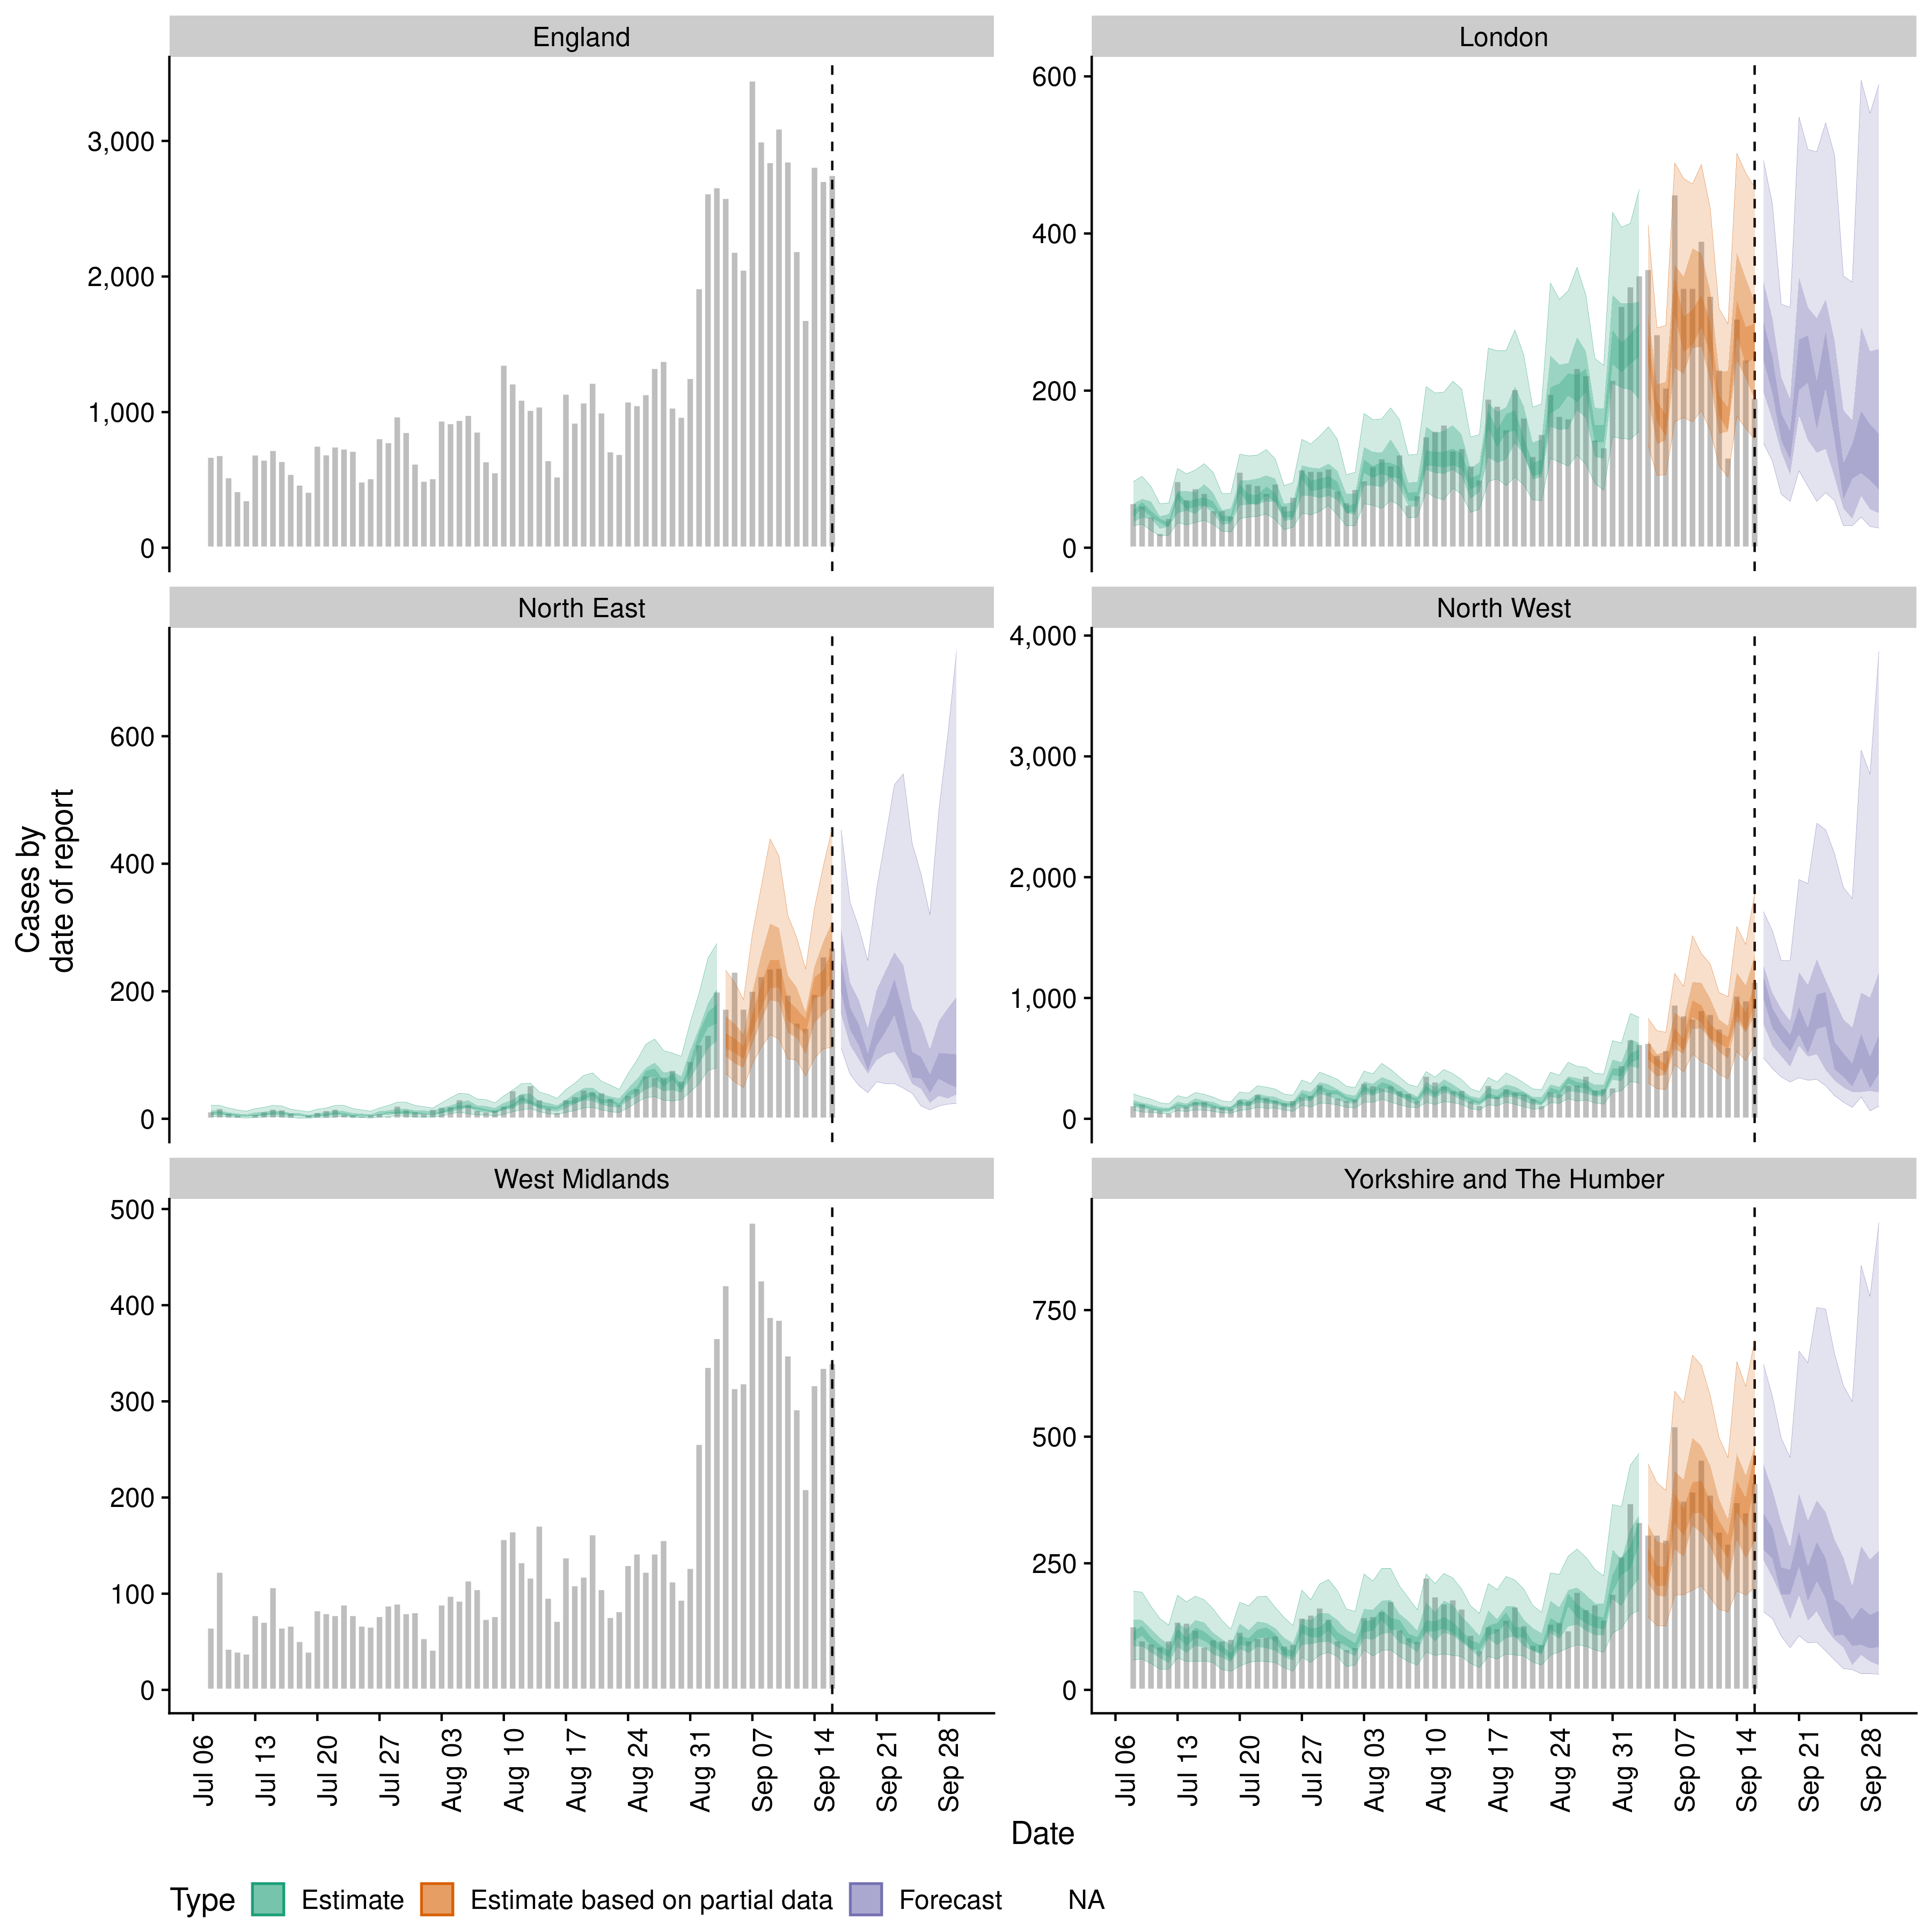 England
London
3,000
2,000
1,000
0
600
400
200
0
North East
North West
600
400
200
0
4,000
3,000
2,000
1,000
0
Cases by
date of report
West Midlands
Yorkshire and The Humber
500
400
300
200
100
0
750
500
250
0
Jul 06
Jul 13
Jul 20
Jul 27
Aug 03
Aug 10
Aug 17
Aug 24
Aug 31
Sep 07
Sep 14
Sep 21
Sep 28
Jul 06
Jul 13
Jul 20
Jul 27
Aug 03
Aug 10
Aug 17
Aug 24
Aug 31
Sep 07
Sep 14
Sep 21
Sep 28
Date
Type Estimate Estimate based on partial data Forecast NA